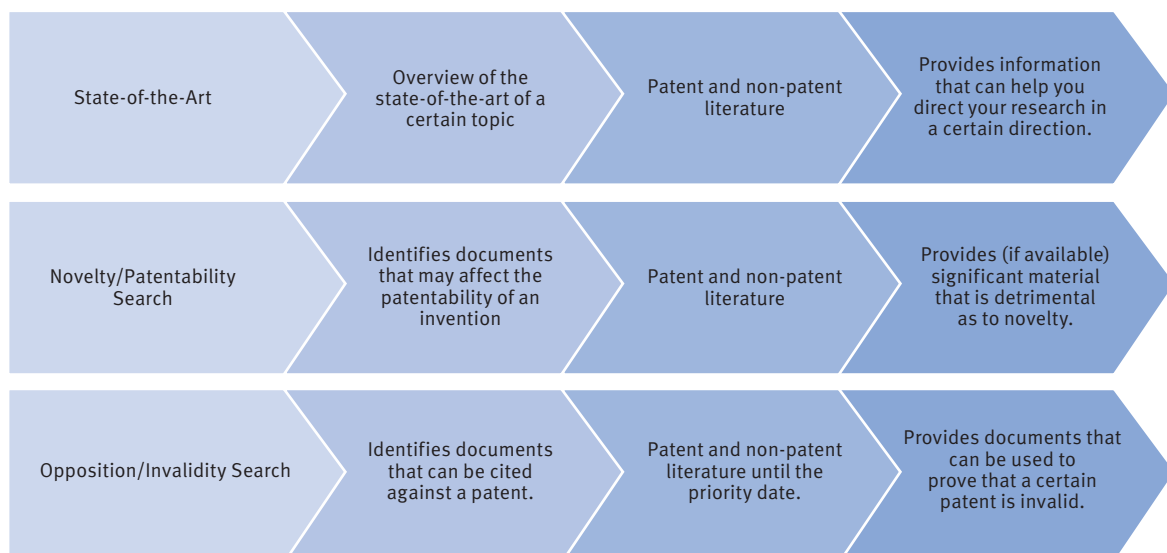 State-of-the-Art
Overview of the
state-of-the-art of a
certain topic
Patent and non-patent
literature
Provides information
that can help you
direct your research in
a certain direction.
Novelty/Patentability
Search
Identifies documents
that may affect the
patentability of an
invention
Patent and non-patent
literature
Provides (if available)
significant material
that is detrimental
as to novelty.
Opposition/Invalidity Search
Identifies documents
that can be cited
against a patent.
Patent and non-patent
literature until the
priority date.
Provides documents that
can be used to
prove that a certain
patent is invalid.